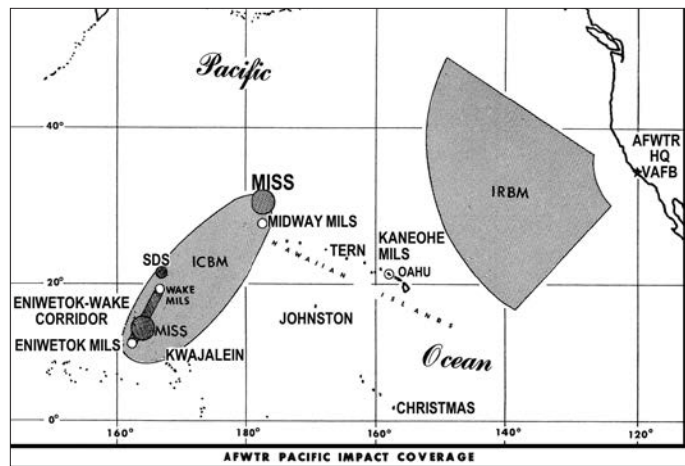 Pacific
40°
AFWTR
HQ
VAFB
MISS
IRBM
MIDWAY MILS
KANEOHE
MILS
TERN
SDS
ICBM
OAHU
HAWAIIAN
ISLANDS
20°
WAKE
MILS
ENIWETOK-WAKE
CORRIDOR
MISS
JOHNSTON
ENIWETOK MILS
KWAJALEIN
Ocean
CHRISTMAS
0°
160°
180°
160°
140°
120°
AFWTR PACIFIC IMPACT COVERAGE